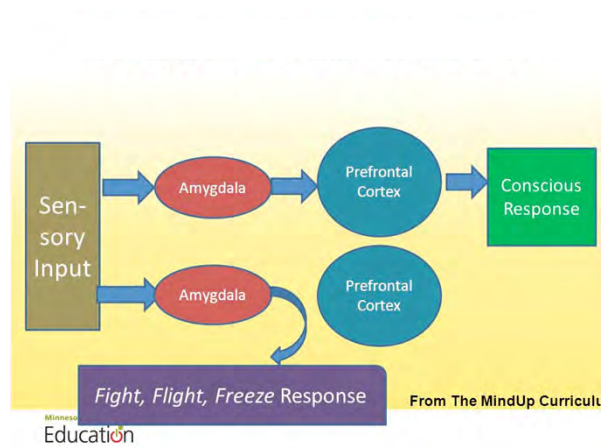 Sen-
sory
Input
Amygdala
Prefrontal
Cortex
Conscious
Response
Amygdala
Prefrontal
Cortex
Fight, Flight, Freeze Response
From The MindUp Curriculu
Minneso
Education